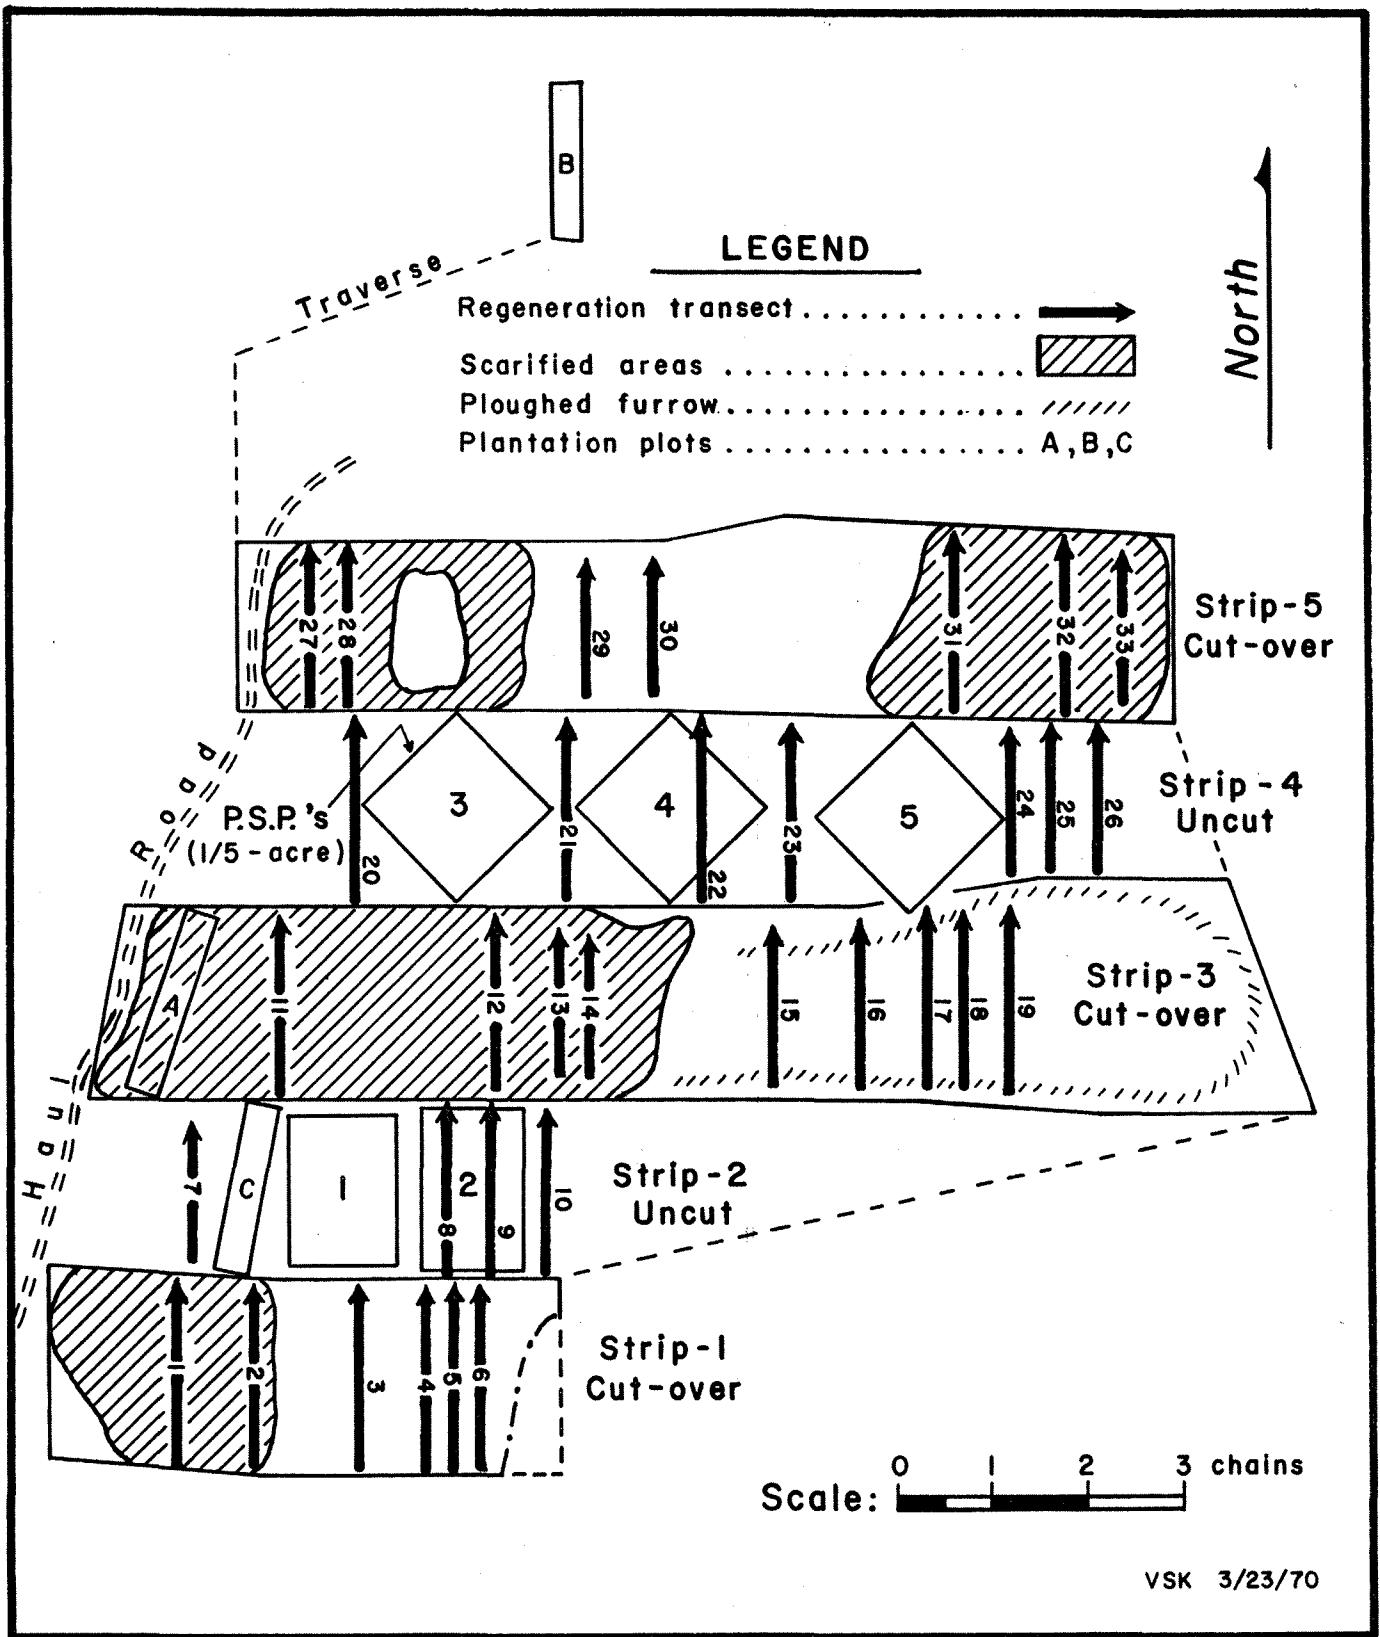 B
Traverse
LEGEND
Regeneration transect . . . . . . . . . . . .
Scarified areas . . . . . . . . . . . . . . . .
Ploughed furrow . . . . . . . . . . . . . . . .
Plantation plots . . . . . . . . . . . . . . . . A, B, C
North
27
28
29
30
31
32
33
Strip-5
Cut-over
Haul Road
P.S.P.'s
(1/5-acre)
20
3
21
4
22
23
5
24
25
26
Strip-4
Uncut
A
11
12
13
14
15
16
17
18
19
Strip-3
Cut-over
7
C
1
2
8
9
10
Strip-2
Uncut
1
2
3
4
5
6
Strip-1
Cut-over
0 1 2 3 chains
Scale:
VSK 3/23/70